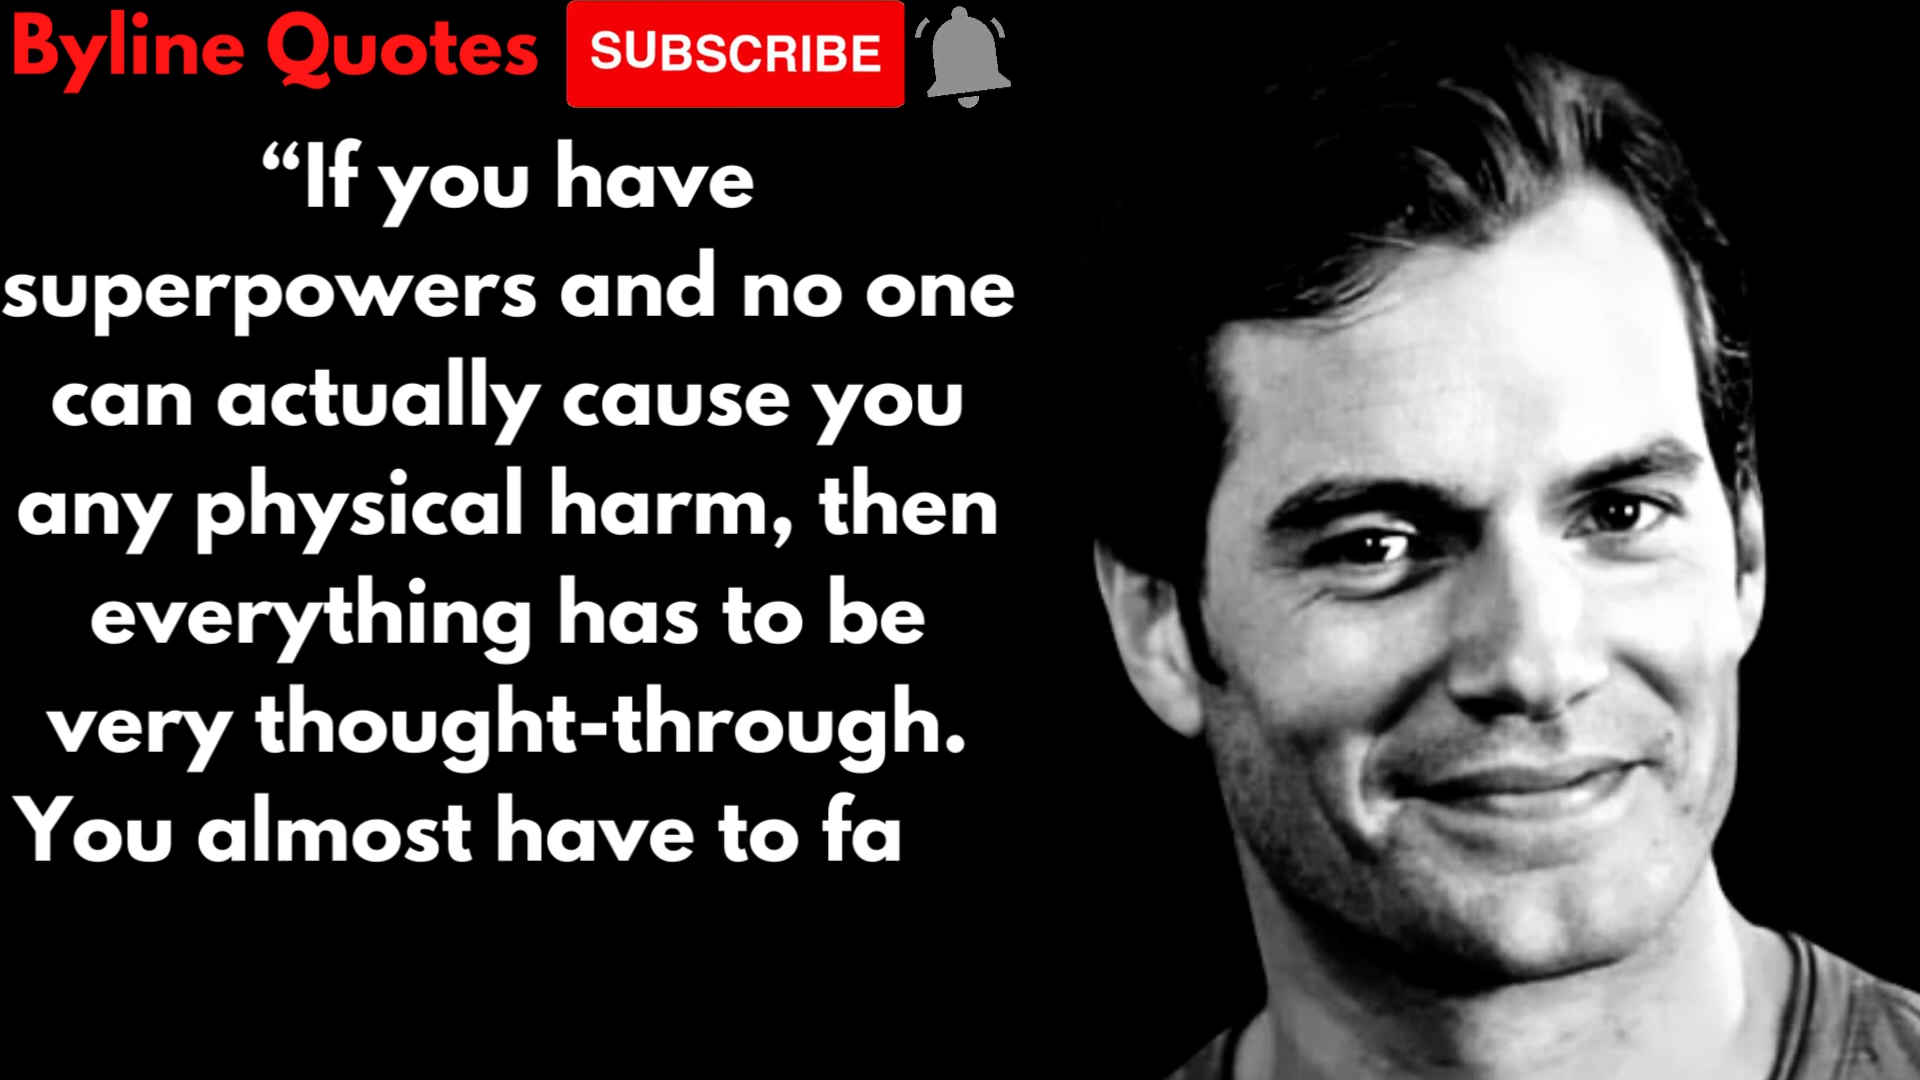 Byline Quotes SUBSCRIBE
“If you have
superpowers and no one
can actually cause you
any physical harm, then
everything has to be
very thought-through.
You almost have to fa